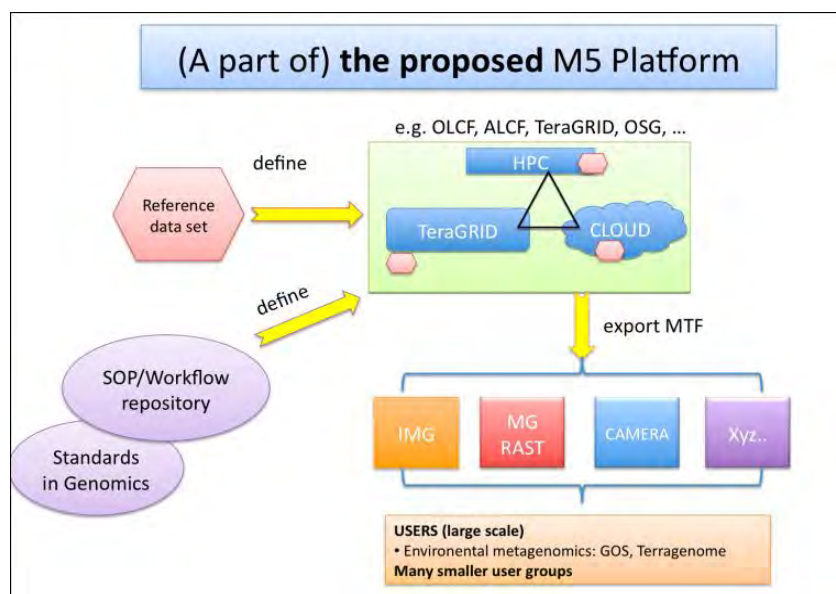 (A part of) the proposed M5 Platform
e.g. OLCF, ALCF, TeraGRID, OSG, ...
define
HPC
Reference
data set
TeraGRID
CLOUD
define
export MTF
SOP/Workflow
repository
Standards
in Genomics
IMG
MG
RAST
CAMERA
Xyz..
USERS (large scale)
• Environental metagenomics: GOS, Terragenome
Many smaller user groups